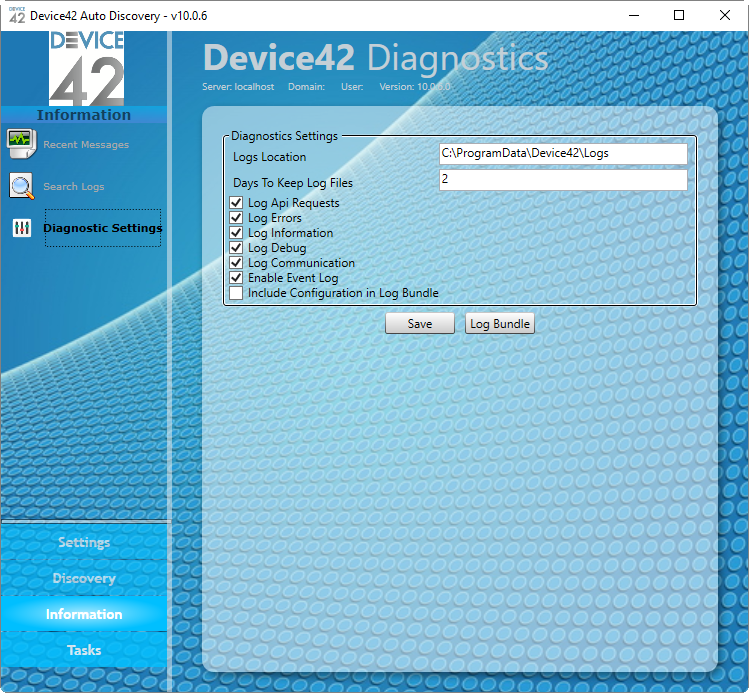 DEVICE
42
Device42 Auto Discovery - v10.0.6
DEVICE
42
Device42 Diagnostics
Server: localhost Domain: User: Version: 10.0.6.0
Information
Recent Messages
Search Logs
Diagnostic Settings
Diagnostics Settings
Logs Location C:\ProgramData\Device42\Logs
Days To Keep Log Files 2
Log Api Requests
Log Errors
Log Information
Log Debug
Log Communication
Enable Event Log
Include Configuration in Log Bundle
Save Log Bundle
Settings
Discovery
Information
Tasks